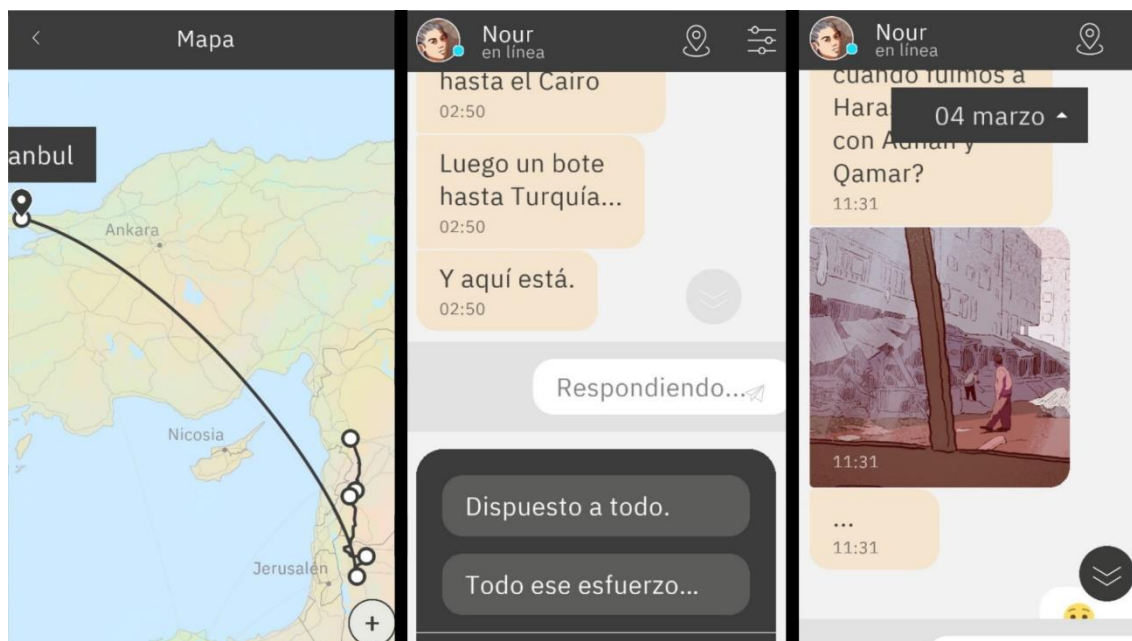 Mapa
anbul
Ankara
Nicosia
Jerusalén
+
Nour
en línea
hasta el Cairo
02:50
Luego un bote
hasta Turquía...
02:50
Y aquí está.
02:50
Respondiendo...
Dispuesto a todo.
Todo ese esfuerzo...
Nour
en línea
cuando fuimos a
Hara
04 marzo
con Adnan y
Qamar?
11:31
11:31
...
11:31